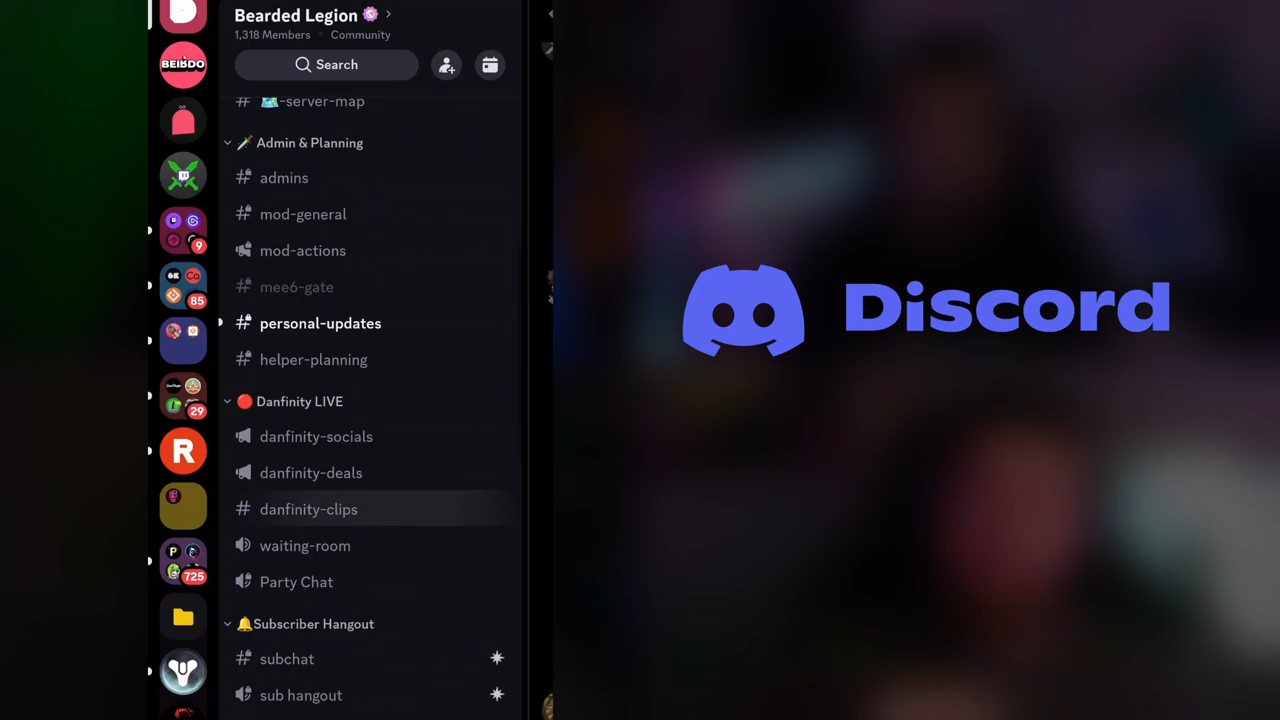 Bearded Legion
1,318 Members
Community
Search
BEIRDO
-server-map
Admin & Planning
admins
mod-general
mod-actions
9
mee6-gate
85
personal-updates
helper-planning
Danfinity LIVE
29
danfinity-socials
R
danfinity-deals
danfinity-clips
waiting-room
725
Party Chat
Subscriber Hangout
subchat
sub hangout
Discord